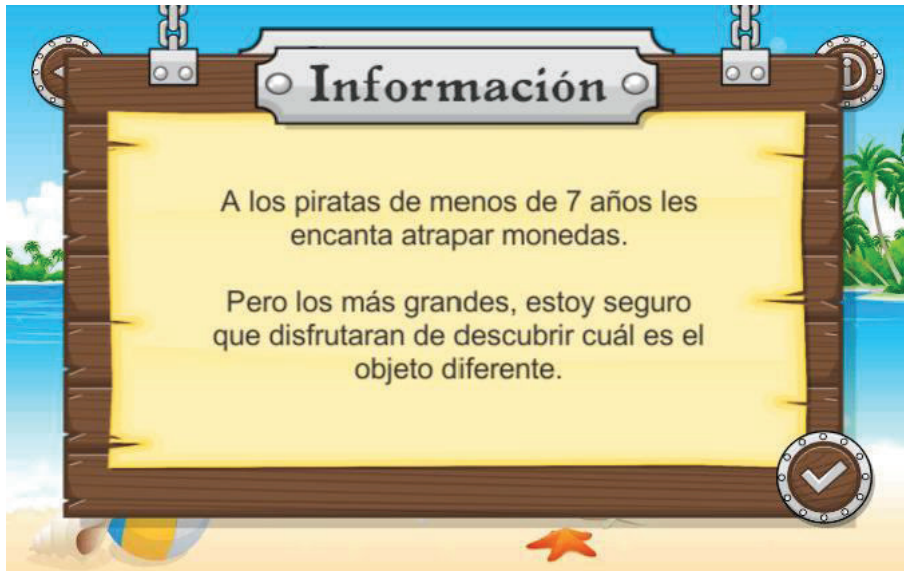 Información
A los piratas de menos de 7 años les
encanta atrapar monedas.
Pero los más grandes, estoy seguro
que disfrutaran de descubrir cuál es el
objeto diferente.